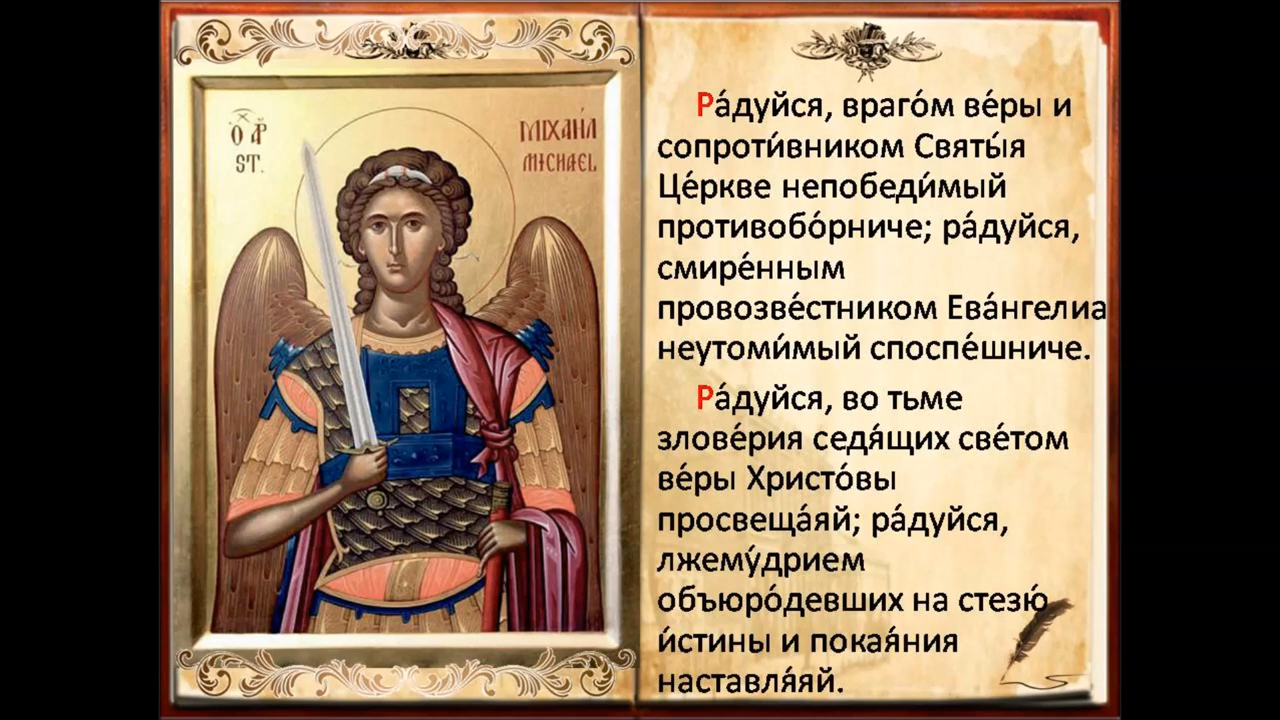 Ὁ ἈΡ
ST.
ΜΙΧΑΗΛ
MICHAEL
Ра́дуйся, враго́м ве́ры и
сопроти́вником Святы́я
Це́ркве непобеди́мый
противобо́рниче; ра́дуйся,
смире́нным
провозве́стником Ева́нгелиа
неутоми́мый споспе́шниче.
Ра́дуйся, во тьме
злове́рия седя́щих све́том
ве́ры Христо́вы
просвеща́яй; ра́дуйся,
лжему́дрием
объюро́девших на стезю́
и́стины и покая́ния
наставля́яй.